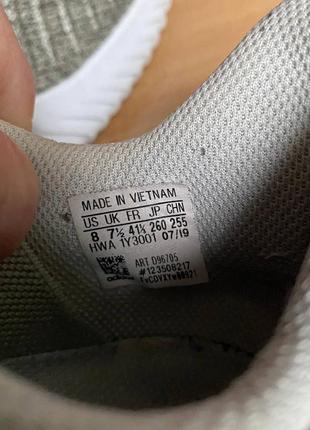 MADE IN VIETNAM
US UK FR JP CHN
8 7½ 41⅓ 260 255
HWA 1Y3001 07/19
ART D96705
#123508217
adidas